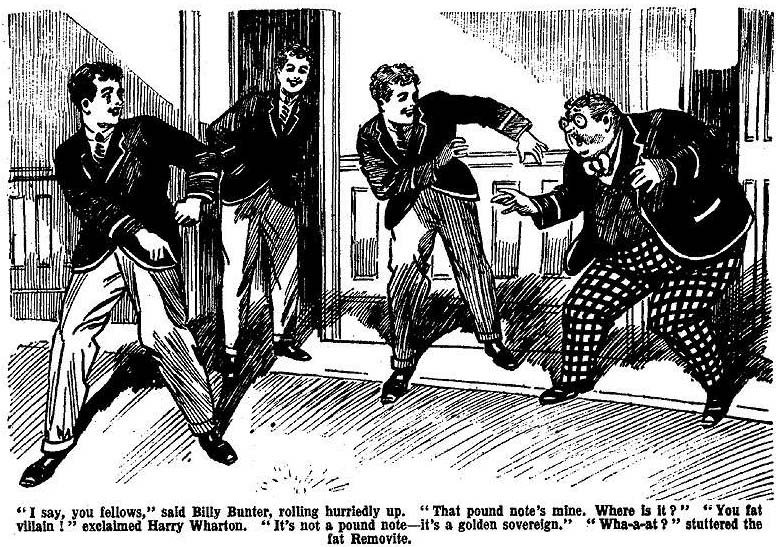 "I say, you fellows," said Billy Bunter, rolling hurriedly up. "That pound note's mine. Where is it?" "You fat
villain!" exclaimed Harry Wharton. "It's not a pound note—it's a golden sovereign." "Wha-a-at?" stuttered the
fat Removite.